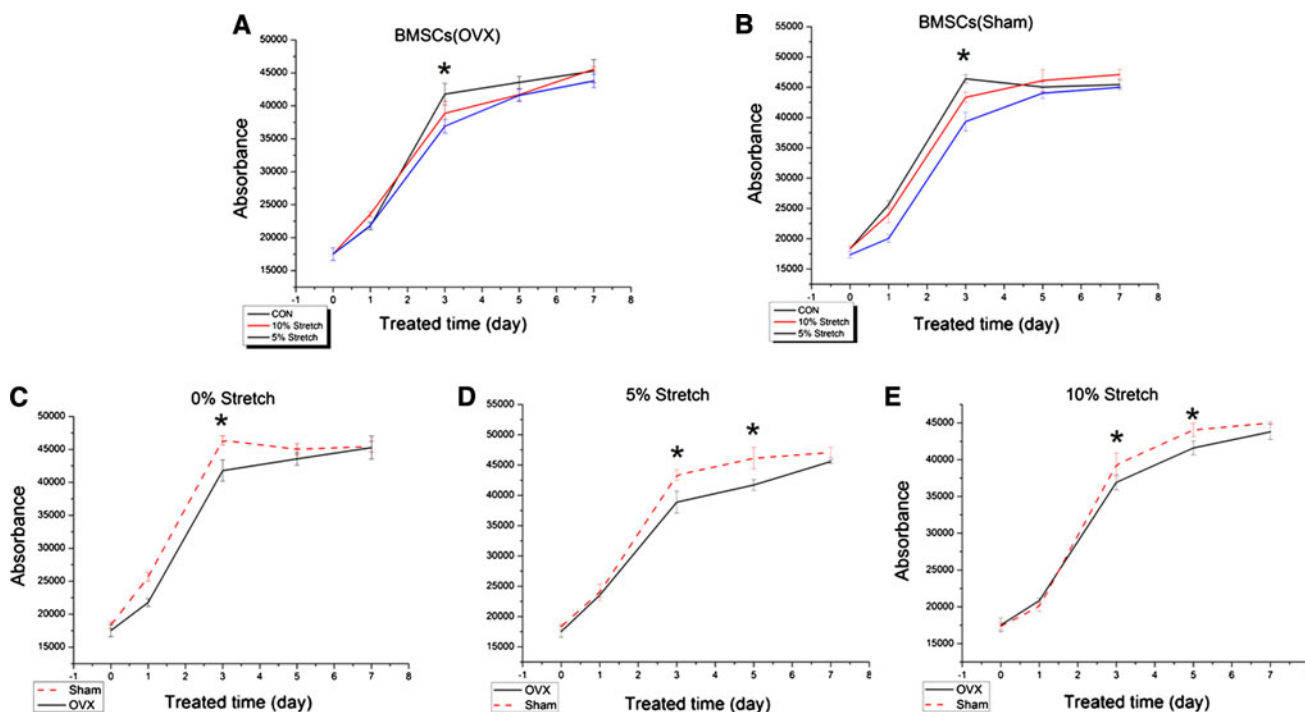 A
BMSCs(OVX)
*
Absorbance
50000
45000
40000
35000
30000
25000
20000
15000
-1 0 1 2 3 4 5 6 7 8
Treated time (day)
CON
10% Stretch
5% Stretch
B
BMSCs(Sham)
*
Absorbance
55000
50000
45000
40000
35000
30000
25000
20000
15000
-1 0 1 2 3 4 5 6 7 8
Treated time (day)
CON
10% Stretch
5% Stretch
C
0% Stretch
*
Absorbance
50000
45000
40000
35000
30000
25000
20000
15000
-1 0 1 2 3 4 5 6 7 8
Treated time (day)
Sham
OVX
D
5% Stretch
* *
Absorbance
55000
50000
45000
40000
35000
30000
25000
20000
15000
-1 0 1 2 3 4 5 6 7 8
Treated time (day)
OVX
Sham
E
10% Stretch
* *
Absorbance
45000
40000
35000
30000
25000
20000
15000
-1 0 1 2 3 4 5 6 7 8
Treated time (day)
OVX
Sham